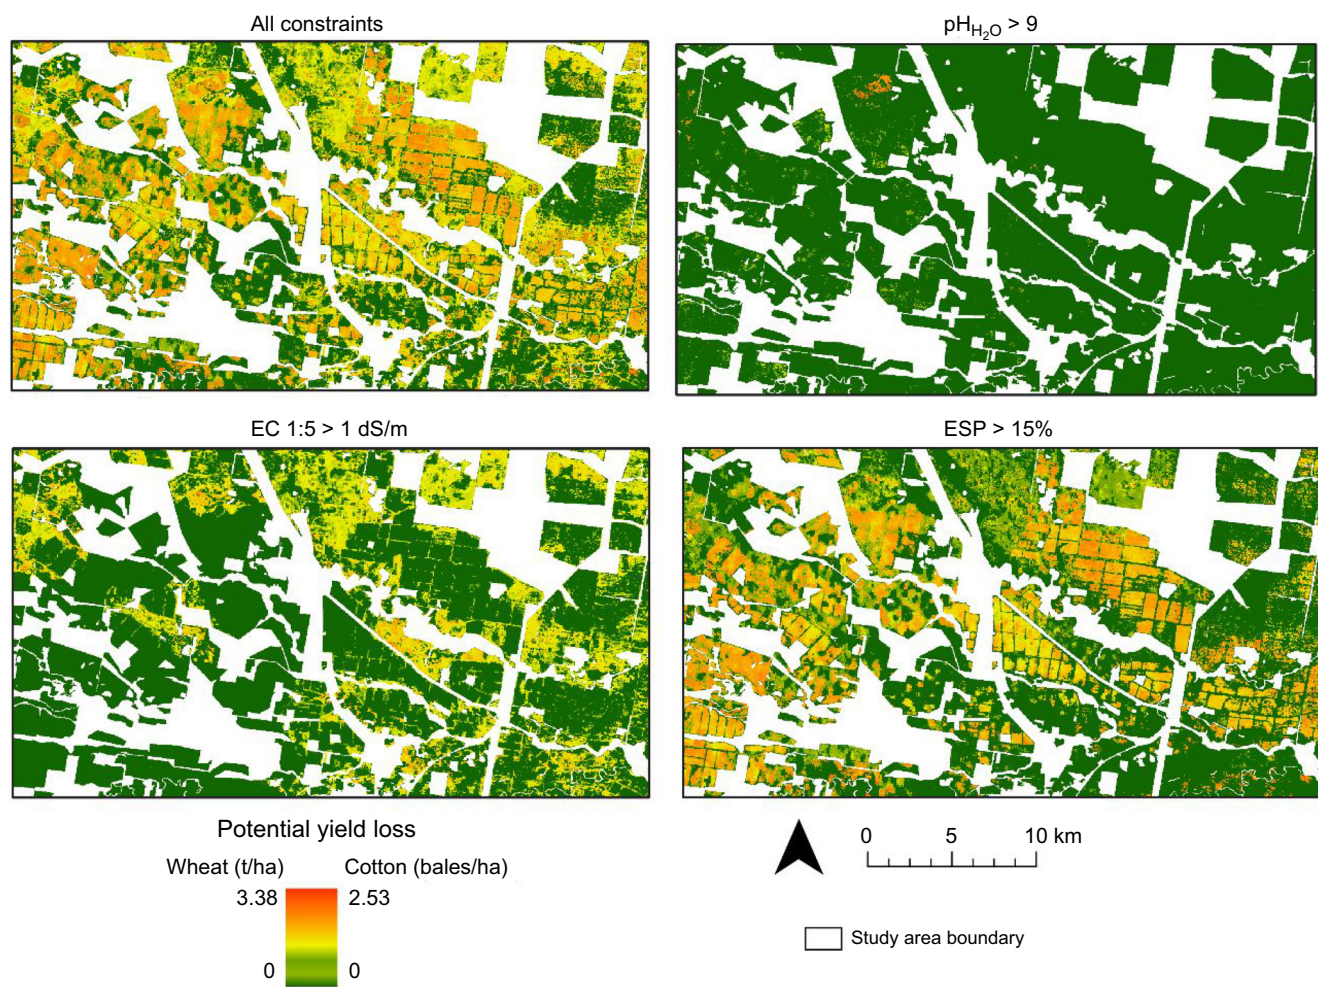 All constraints
pH_H₂O > 9
EC 1:5 > 1 dS/m
ESP > 15%
Potential yield loss
Wheat (t/ha) Cotton (bales/ha)
3.38 2.53
0 0
0 5 10 km
Study area boundary